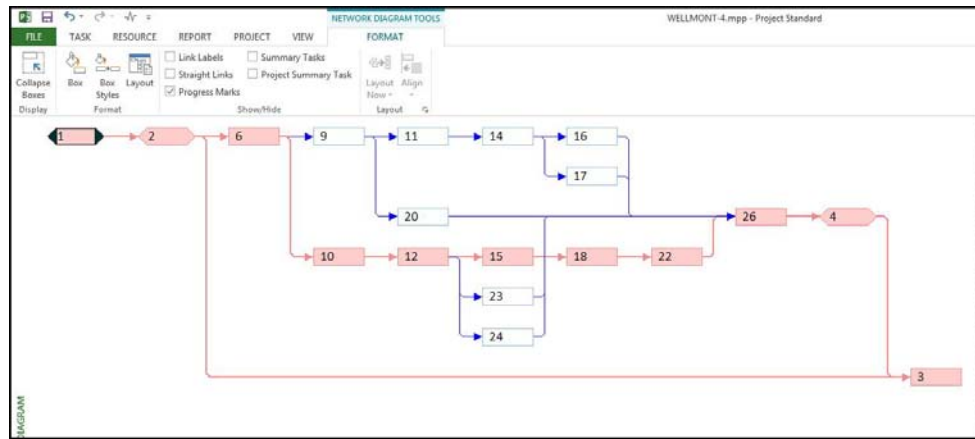 NETWORK DIAGRAM TOOLS
WELLMONT-4.mpp - Project Standard
FILE TASK RESOURCE REPORT PROJECT VIEW FORMAT
Collapse Boxes
Box
Box Styles
Layout
Link Labels
Summary Tasks
Straight Links
Project Summary Task
Progress Marks
Layout Now
Align
Display Format Show/Hide Layout
1 2 6 9 11 14 16
17
20 26 4
10 12 15 18 22
23
24
3
DIAGRAM